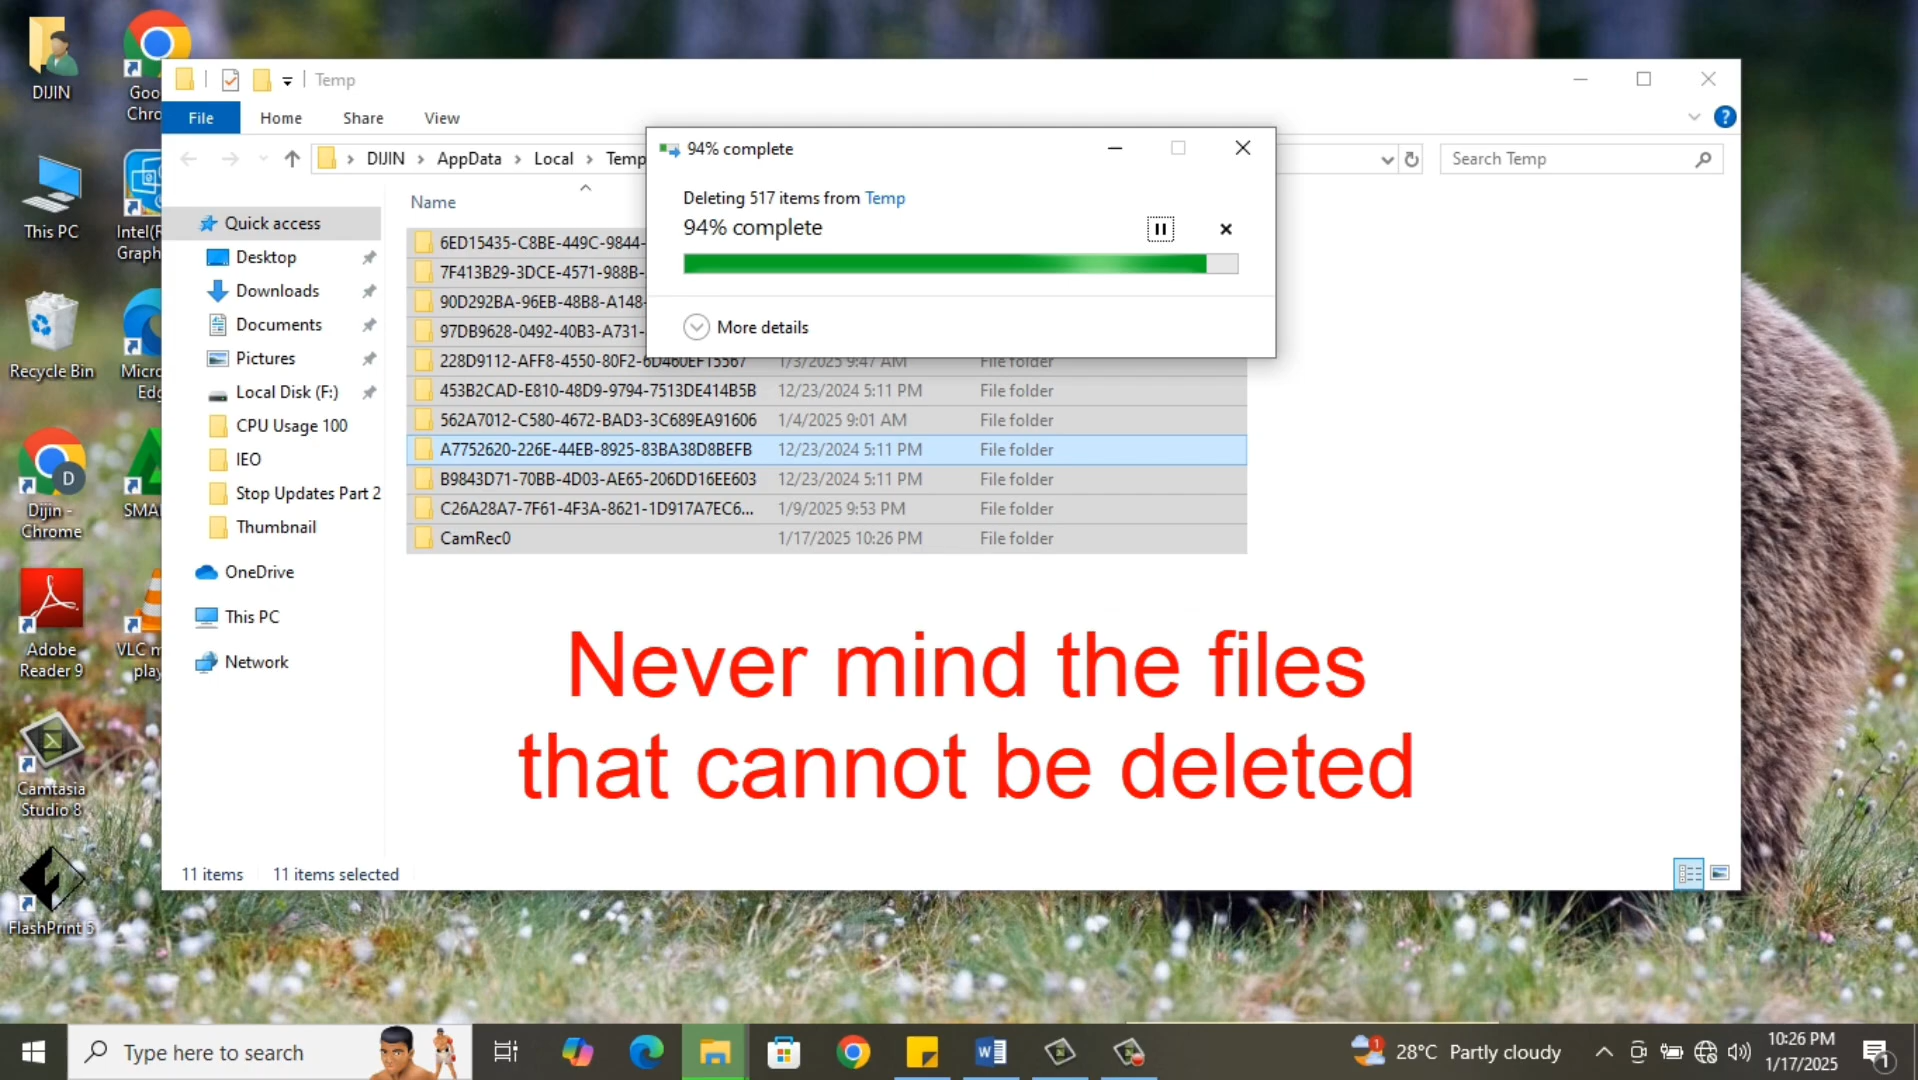 DIJIN
Goo
Chro
This PC
Intel(R
Graph
Recycle Bin
Micro
Edg
Dijin -
Chrome
SMA
Adobe
Reader 9
VLC m
play
Camtasia
Studio 8
FlashPrint 5
Temp
File
Home
Share
View
DIJIN
AppData
Local
Temp
Search Temp
Quick access
Desktop
Downloads
Documents
Pictures
Local Disk (F:)
CPU Usage 100
IEO
Stop Updates Part 2
Thumbnail
OneDrive
This PC
Network
94% complete
Deleting 517 items from Temp
94% complete
More details
Name
6ED15435-C8BE-449C-9844-
7F413B29-3DCE-4571-988B-
90D292BA-96EB-48B8-A148-
97DB9628-0492-40B3-A731-
228D9112-AFF8-4550-80F2-6D460EF15567 1/3/2025 9:47 AM File folder
453B2CAD-E810-48D9-9794-7513DE414B5B 12/23/2024 5:11 PM File folder
562A7012-C580-4672-BAD3-3C689EA91606 1/4/2025 9:01 AM File folder
A7752620-226E-44EB-8925-83BA38D8BEFB 12/23/2024 5:11 PM File folder
B9843D71-70BB-4D03-AE65-206DD16EE603 12/23/2024 5:11 PM File folder
C26A28A7-7F61-4F3A-8621-1D917A7EC6... 1/9/2025 9:53 PM File folder
CamRec0 1/17/2025 10:26 PM File folder
Never mind the files
that cannot be deleted
11 items 11 items selected
Type here to search
28°C Partly cloudy
10:26 PM
1/17/2025
1